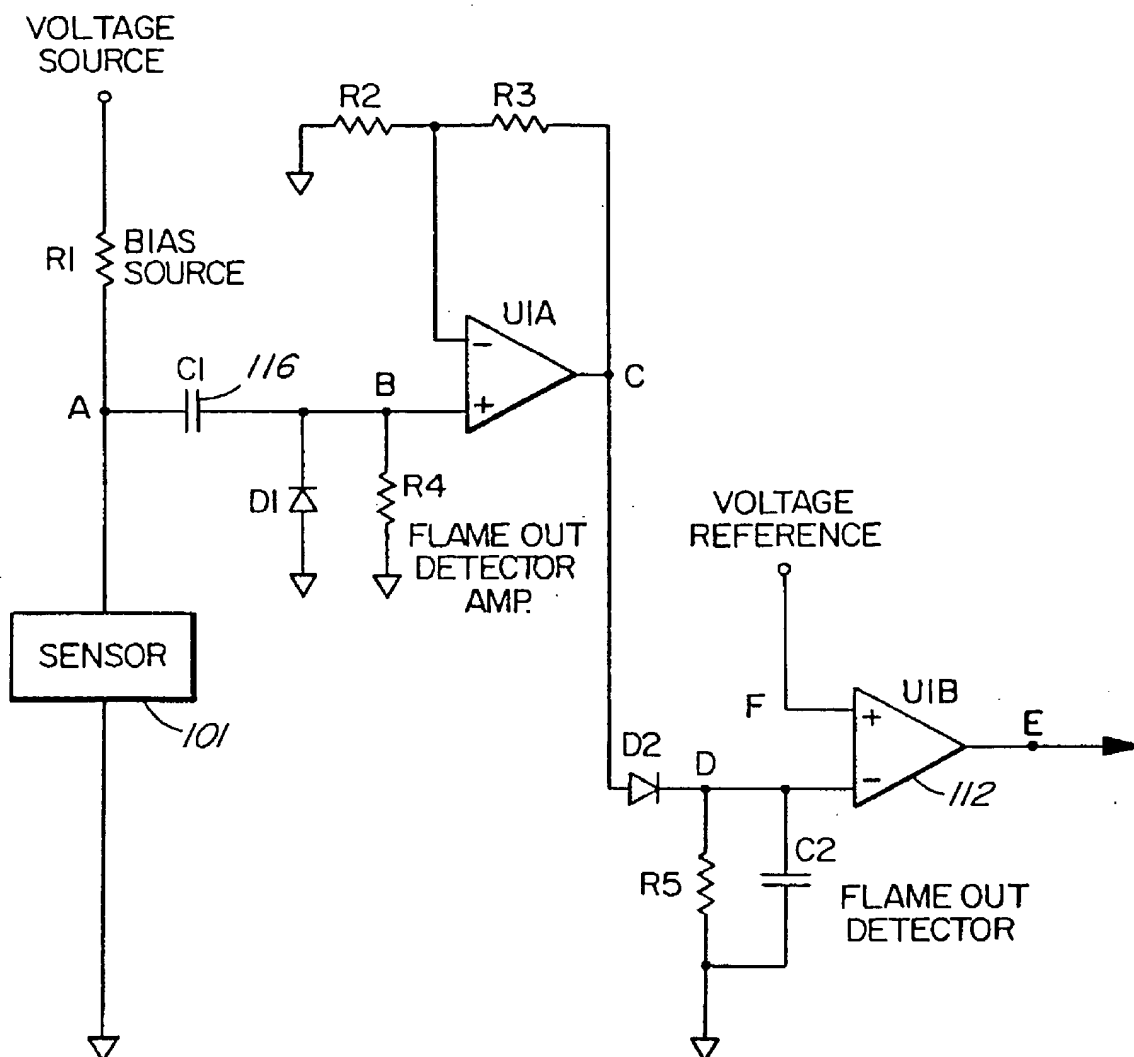 VOLTAGE
SOURCE
R2
R3
R1
BIAS
SOURCE
U1A
C1
116
A
B
C
D1
R4
FLAME OUT
DETECTOR
AMP.
VOLTAGE
REFERENCE
SENSOR
101
F
U1B
E
D2
D
112
R5
C2
FLAME OUT
DETECTOR